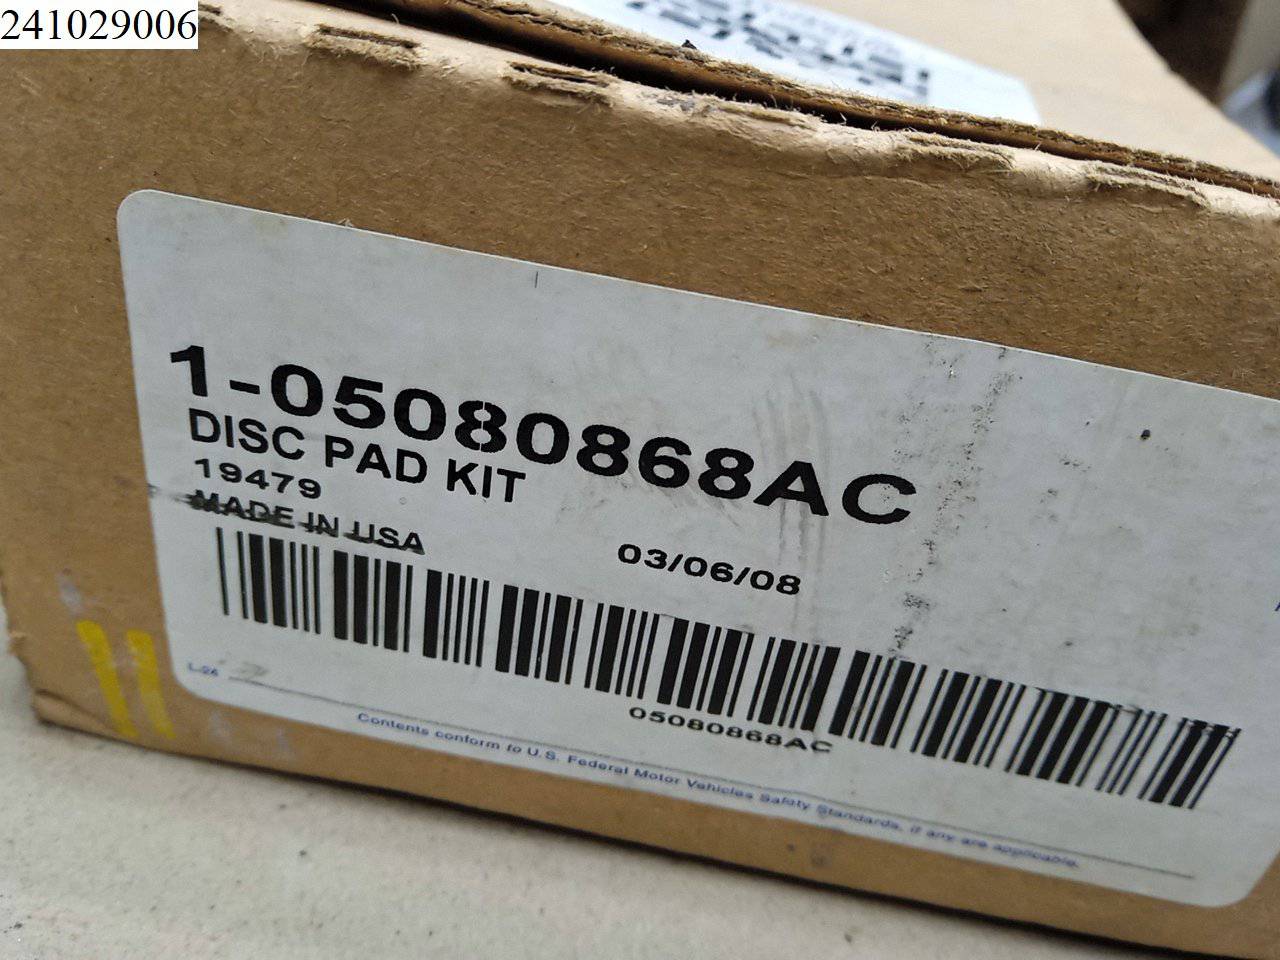 241029006
1-05080868AC
DISC PAD KIT
19479
MADE IN USA
03/06/08
05080868AC
L-24
Contents conform to U.S. Federal Motor Vehicles Safety Standards, if any are applicable.